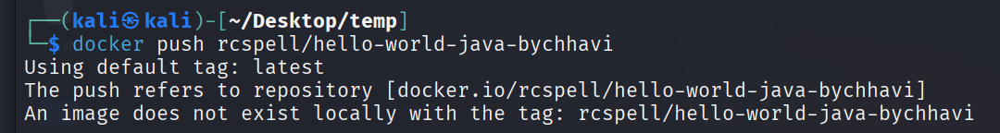 ┌──(kali㉿kali)-[~/Desktop/temp]
└─$ docker push rcspell/hello-world-java-bychhavi
Using default tag: latest
The push refers to repository [docker.io/rcspell/hello-world-java-bychhavi]
An image does not exist locally with the tag: rcspell/hello-world-java-bychhavi